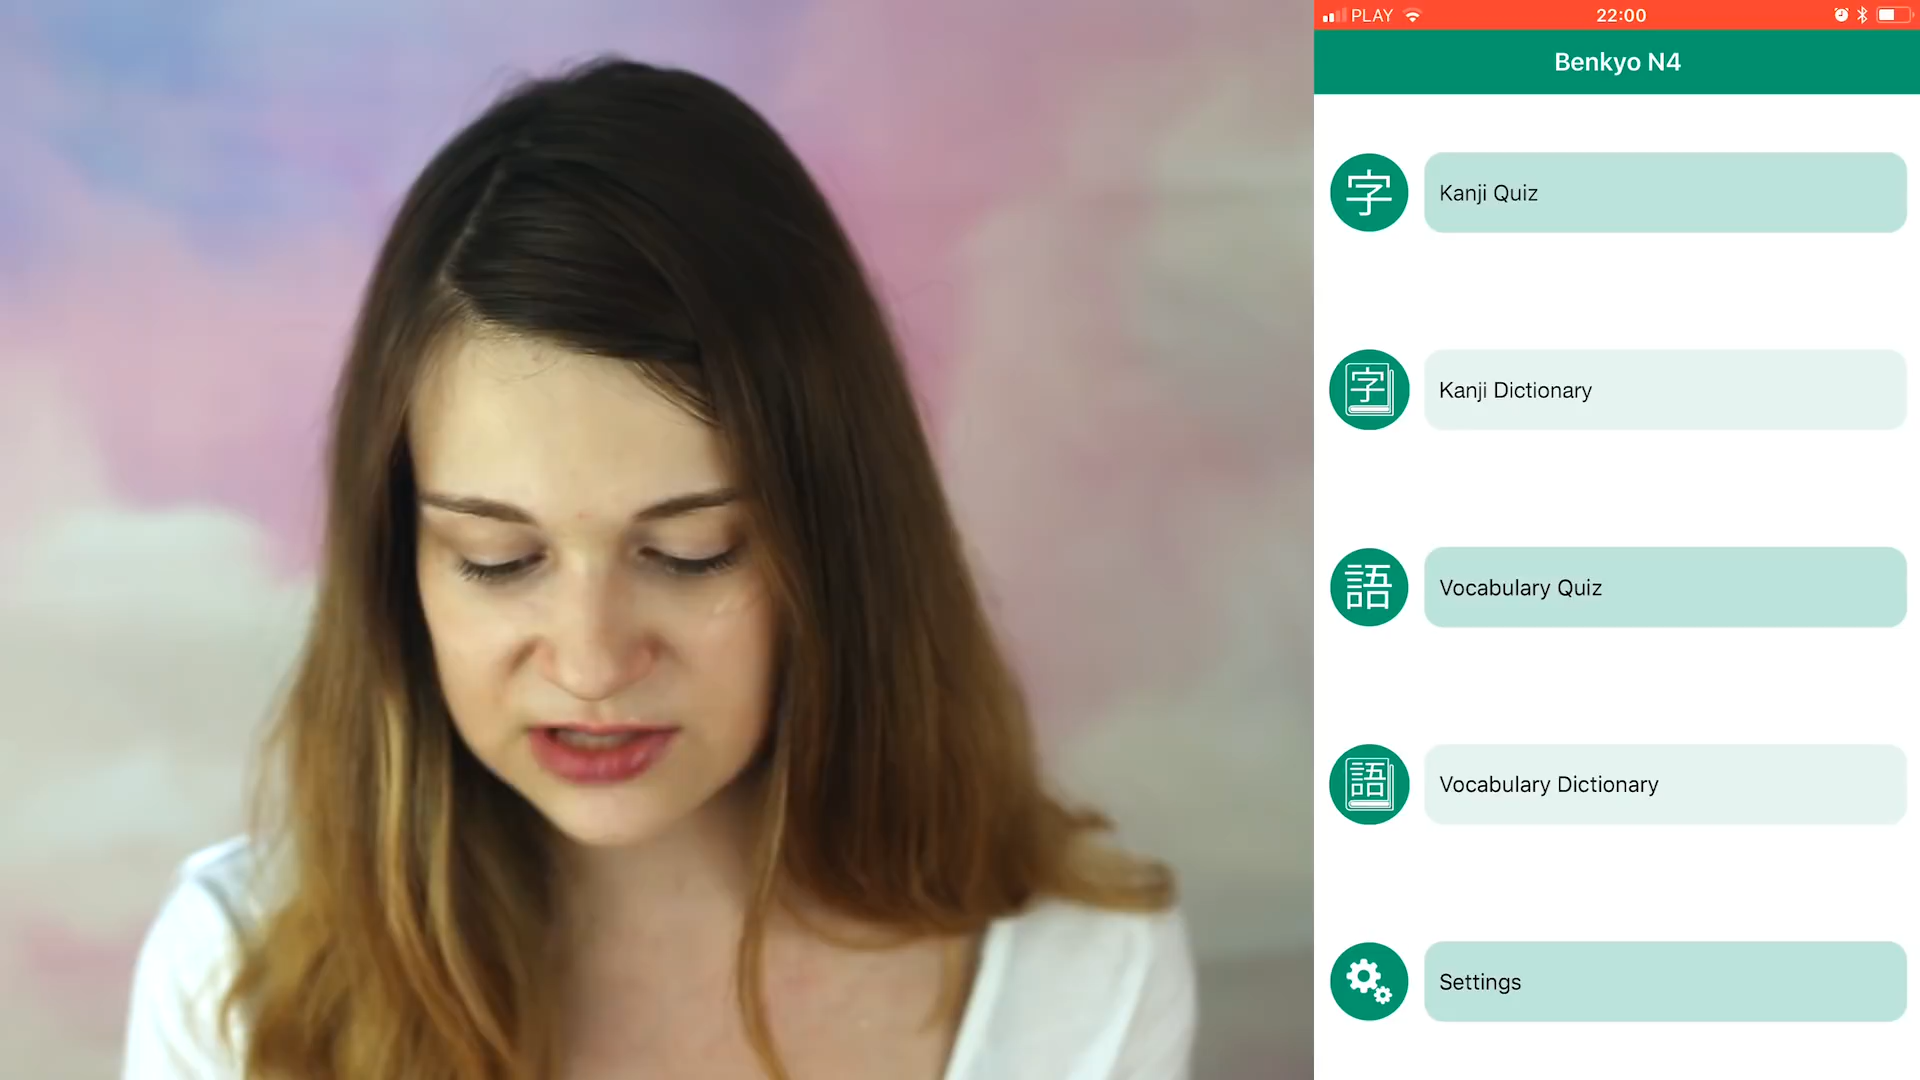 PLAY
22:00
Benkyo N4
字
Kanji Quiz
字
Kanji Dictionary
語
Vocabulary Quiz
語
Vocabulary Dictionary
Settings